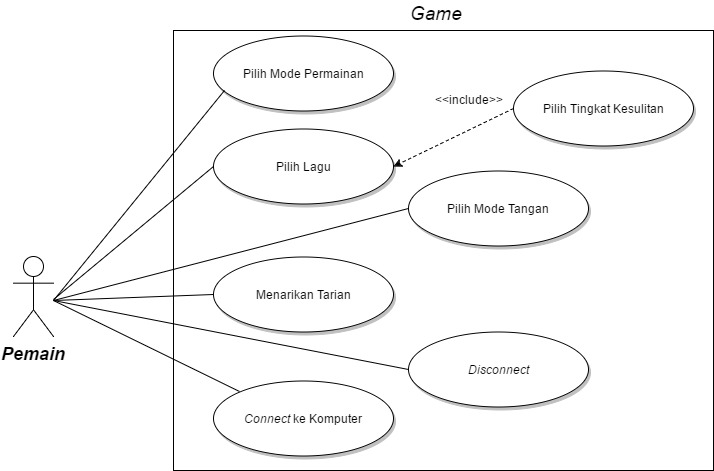 Game
Pilih Mode Permainan
<<include>>
Pilih Tingkat Kesulitan
Pilih Lagu
Pilih Mode Tangan
Menarikan Tarian
Pemain
Disconnect
Connect ke Komputer